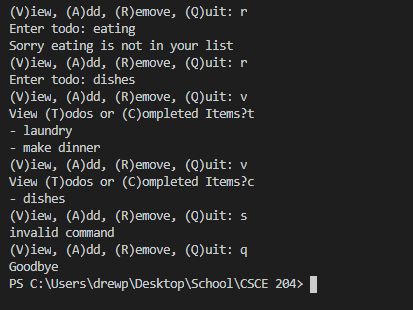 (V)iew, (A)dd, (R)emove, (Q)uit: r
Enter todo: eating
Sorry eating is not in your list
(V)iew, (A)dd, (R)emove, (Q)uit: r
Enter todo: dishes
(V)iew, (A)dd, (R)emove, (Q)uit: v
View (T)odos or (C)ompleted Items?t
- laundry
- make dinner
(V)iew, (A)dd, (R)emove, (Q)uit: v
View (T)odos or (C)ompleted Items?c
- dishes
(V)iew, (A)dd, (R)emove, (Q)uit: s
invalid command
(V)iew, (A)dd, (R)emove, (Q)uit: q
Goodbye
PS C:\Users\drewp\Desktop\School\CSCE 204>